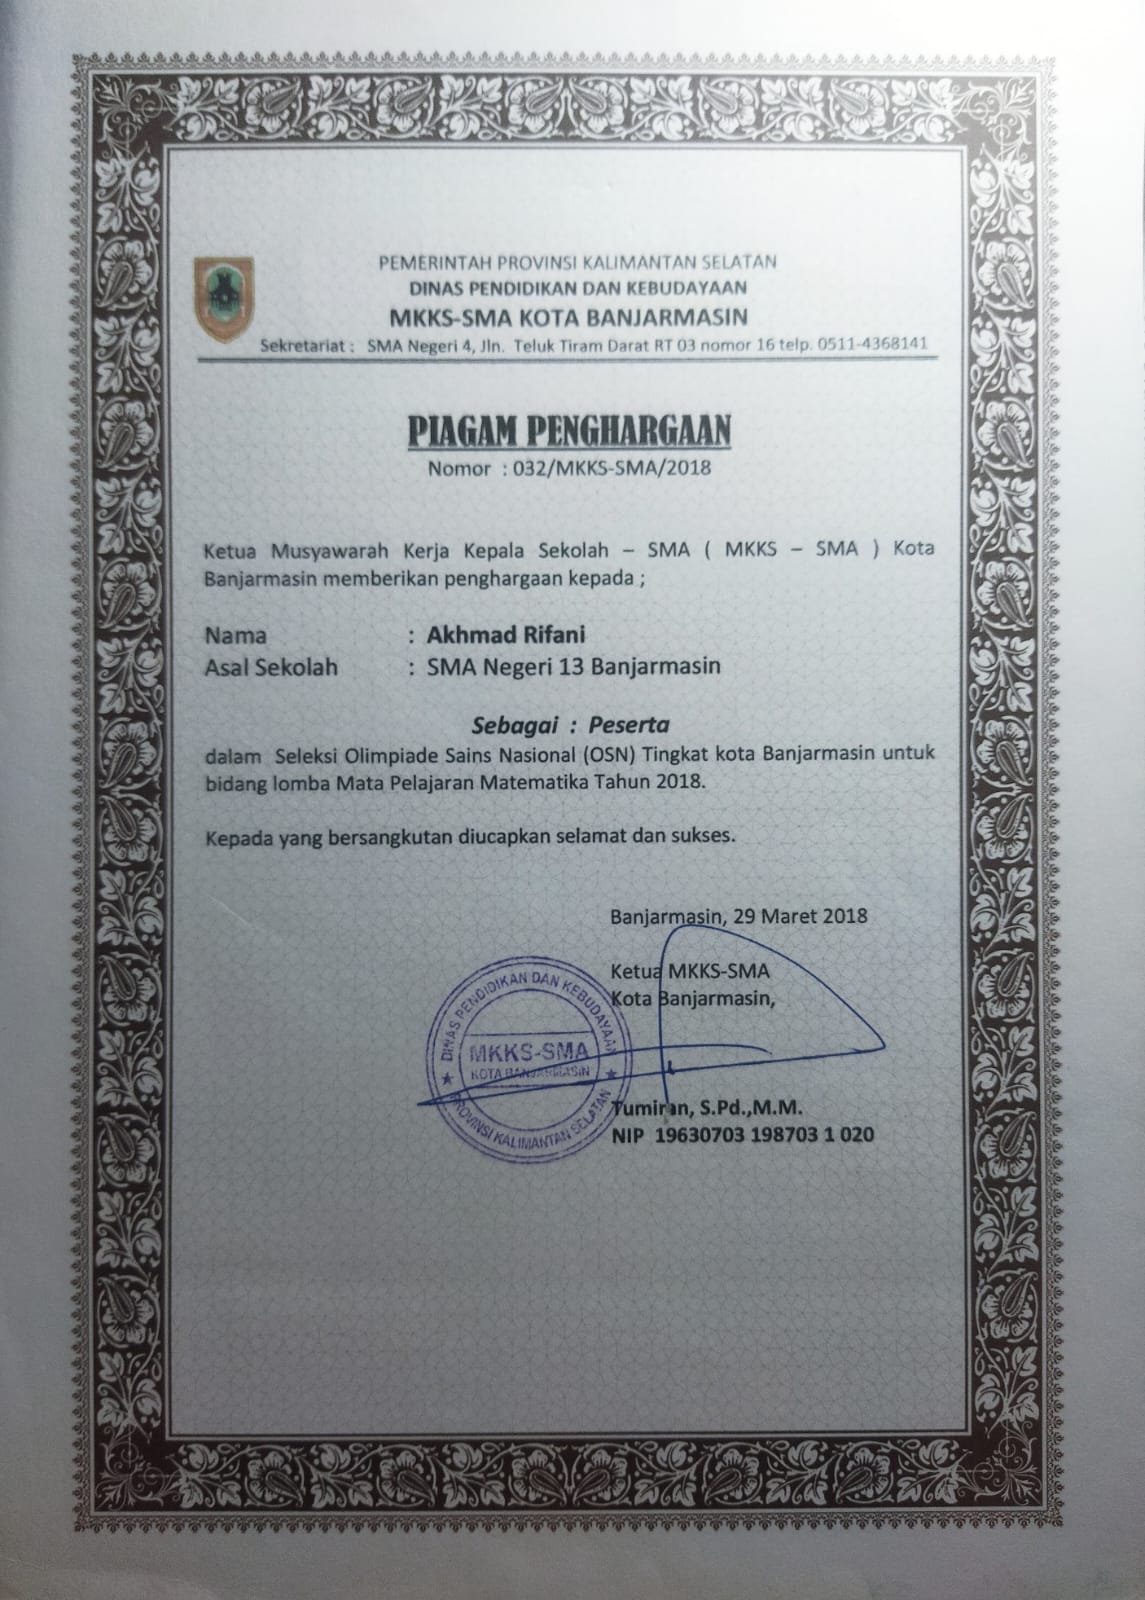 PEMERINTAH PROVINSI KALIMANTAN SELATAN
DINAS PENDIDIKAN DAN KEBUDAYAAN
MKKS-SMA KOTA BANJARMASIN
Sekretariat : SMA Negeri 4, Jln. Teluk Tiram Darat RT 03 nomor 16 telp. 0511-4368141
PIAGAM PENGHARGAAN
Nomor : 032/MKKS-SMA/2018
Ketua Musyawarah Kerja Kepala Sekolah – SMA ( MKKS – SMA ) Kota
Banjarmasin memberikan penghargaan kepada ;
Nama : Akhmad Rifani
Asal Sekolah : SMA Negeri 13 Banjarmasin
Sebagai : Peserta
dalam Seleksi Olimpiade Sains Nasional (OSN) Tingkat kota Banjarmasin untuk
bidang lomba Mata Pelajaran Matematika Tahun 2018.
Kepada yang bersangkutan diucapkan selamat dan sukses.
Banjarmasin, 29 Maret 2018
Ketua MKKS-SMA
Kota Banjarmasin,
DINAS PENDIDIKAN DAN KEBUDAYAAN
MKKS-SMA
KOTA BANJARMASIN
PROVINSI KALIMANTAN SELATAN
Tumiran, S.Pd.,M.M.
NIP 19630703 198703 1 020